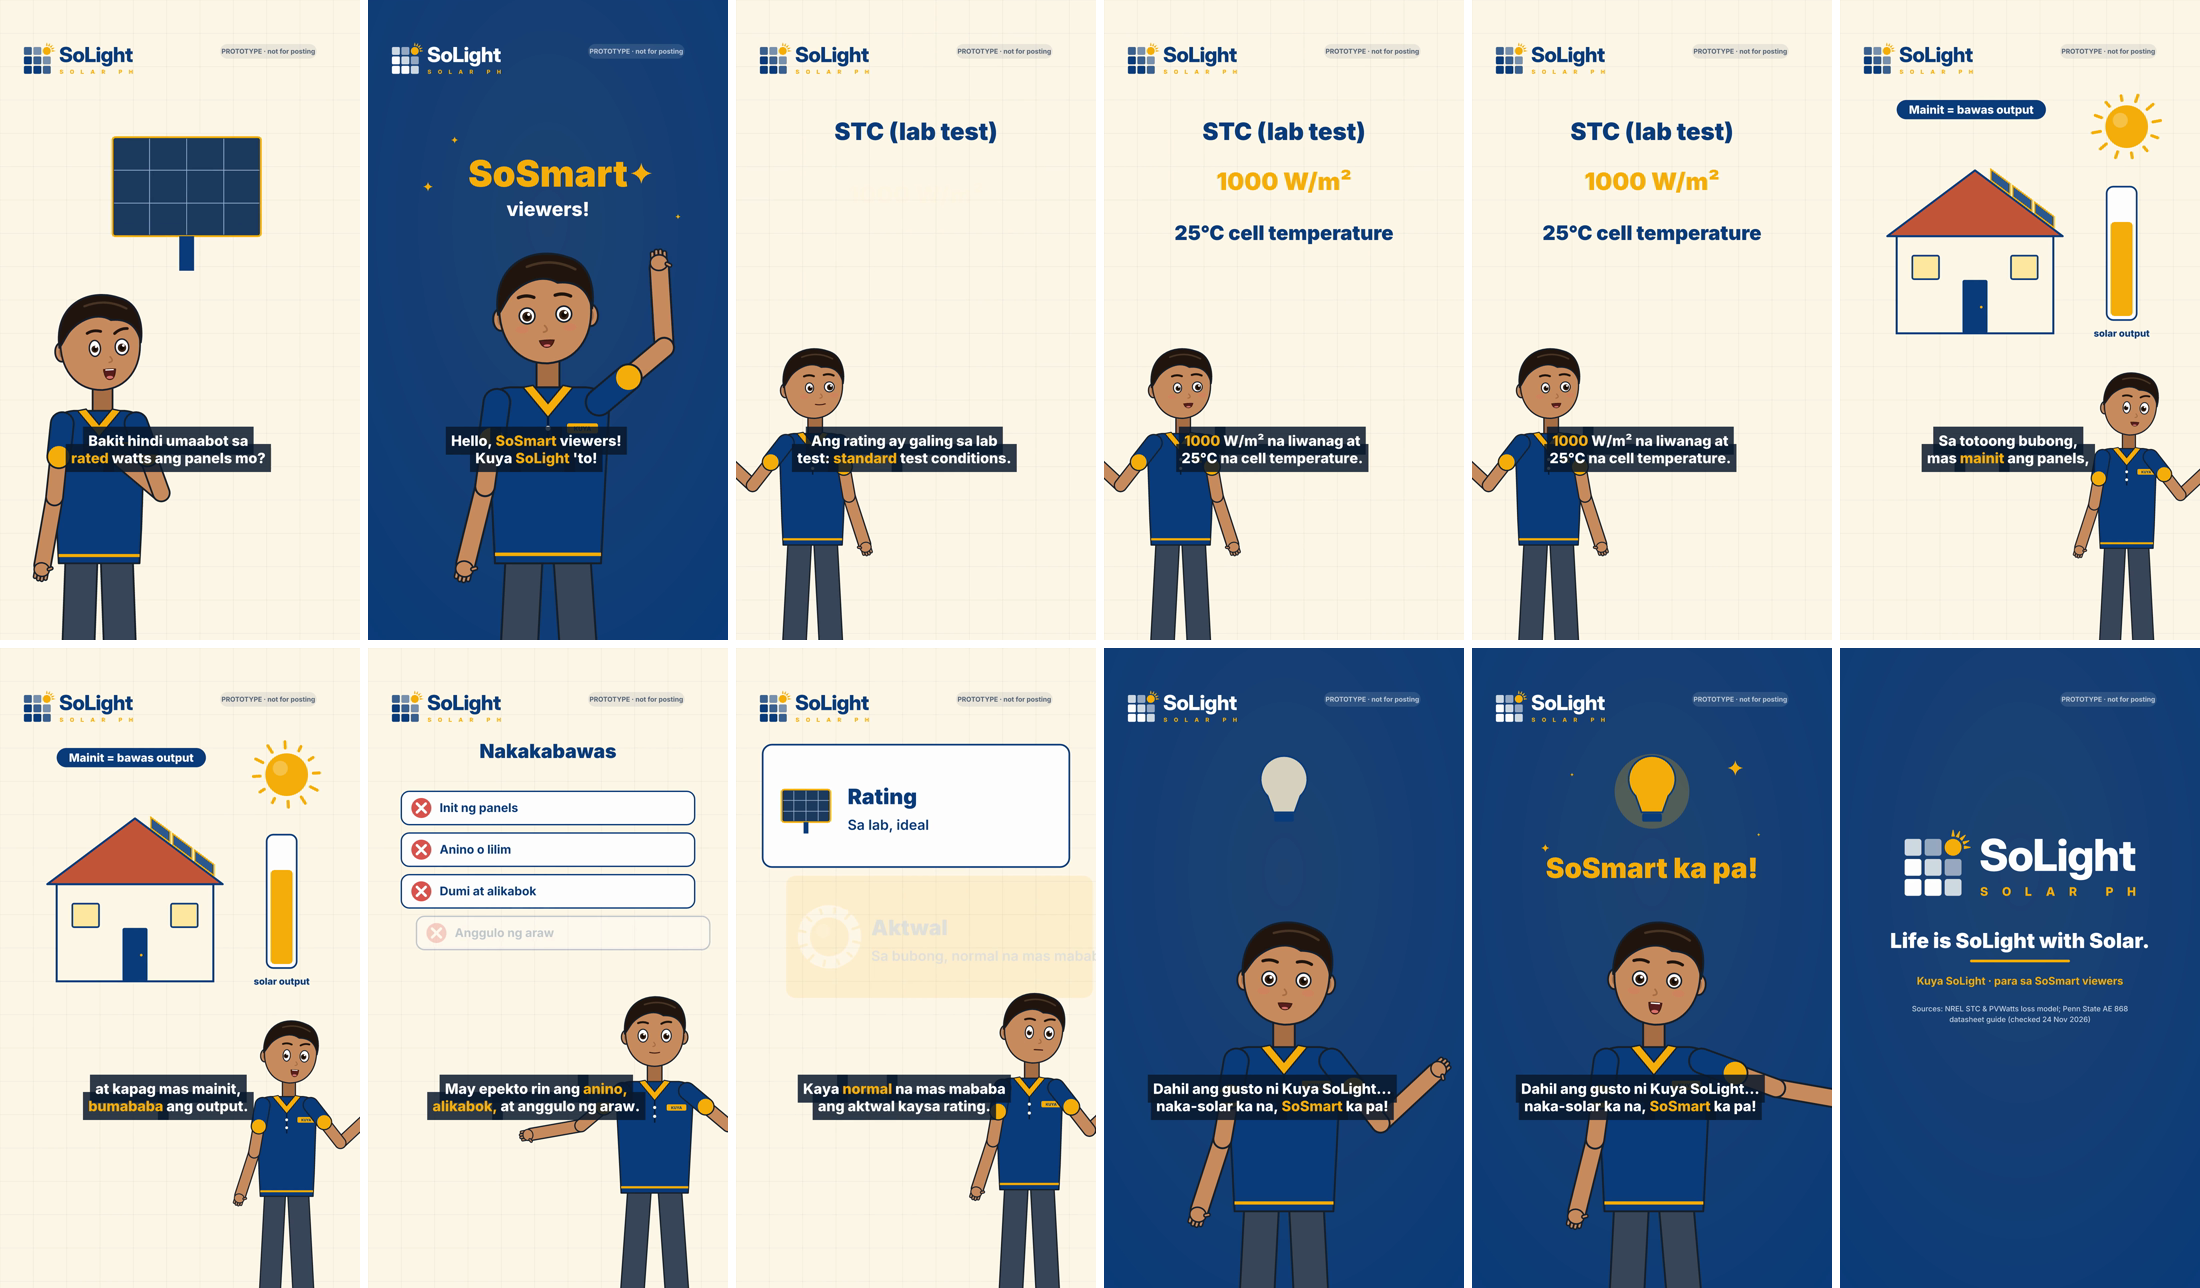 SoLight
SOLAR PH
PROTOTYPE - not for posting
Bakit hindi umaabot sa
rated watts ang panels mo?
SoLight
SOLAR PH
PROTOTYPE - not for posting
SoSmart
viewers!
KUYA
Hello, SoSmart viewers!
Kuya SoLight 'to!
SoLight
SOLAR PH
PROTOTYPE - not for posting
STC (lab test)
Ang rating ay galing sa lab
test: standard test conditions.
SoLight
SOLAR PH
PROTOTYPE - not for posting
STC (lab test)
1000 W/m²
25°C cell temperature
1000 W/m² na liwanag at
25°C na cell temperature.
SoLight
SOLAR PH
PROTOTYPE - not for posting
STC (lab test)
1000 W/m²
25°C cell temperature
1000 W/m² na liwanag at
25°C na cell temperature.
SoLight
SOLAR PH
PROTOTYPE - not for posting
Mainit = bawas output
solar output
Sa totoong bubong,
mas mainit ang panels,
KUYA
SoLight
SOLAR PH
PROTOTYPE - not for posting
Mainit = bawas output
solar output
at kapag mas mainit,
bumababa ang output.
KUYA
SoLight
SOLAR PH
PROTOTYPE - not for posting
Nakakabawas
Init ng panels
Anino o lilim
Dumi at alikabok
Anggulo ng araw
May epekto rin ang anino,
alikabok, at anggulo ng araw.
KUYA
SoLight
SOLAR PH
PROTOTYPE - not for posting
Rating
Sa lab, ideal
Aktwal
Sa bubong, normal na mas mabab
Kaya normal na mas mababa
ang aktwal kaysa rating.
KUYA
SoLight
SOLAR PH
PROTOTYPE - not for posting
Dahil ang gusto ni Kuya SoLight...
naka-solar ka na, SoSmart ka pa!
SoLight
SOLAR PH
PROTOTYPE - not for posting
SoSmart ka pa!
Dahil ang gusto ni Kuya SoLight...
naka-solar ka na, SoSmart ka pa!
PROTOTYPE - not for posting
SoLight
SOLAR PH
Life is SoLight with Solar.
Kuya SoLight · para sa SoSmart viewers
Sources: NREL STC & PVWatts loss model; Penn State AE 868
datasheet guide (checked 24 Nov 2026)